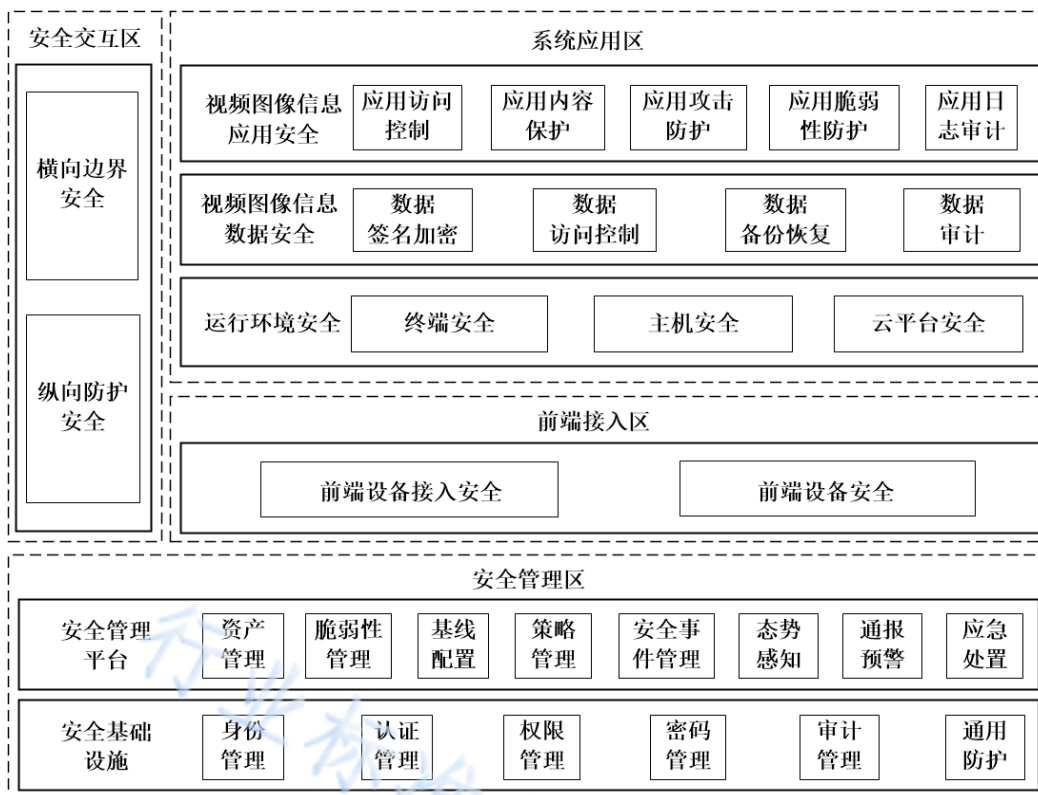 安全交互区
横向边界
安全
纵向防护
安全
系统应用区
视频图像信息
应用安全
应用访问
控制
应用内容
保护
应用攻击
防护
应用脆弱
性防护
应用日
志审计
视频图像信息
数据安全
数据
签名加密
数据
访问控制
数据
备份恢复
数据
审计
运行环境安全
终端安全
主机安全
云平台安全
前端接入区
前端设备接入安全
前端设备安全
安全管理区
安全管理
平台
资产
管理
脆弱性
管理
基线
配置
策略
管理
安全事
件管理
态势
感知
通报
预警
应急
处置
安全基础
设施
身份
管理
认证
管理
权限
管理
密码
管理
审计
管理
通用
防护
行业标准